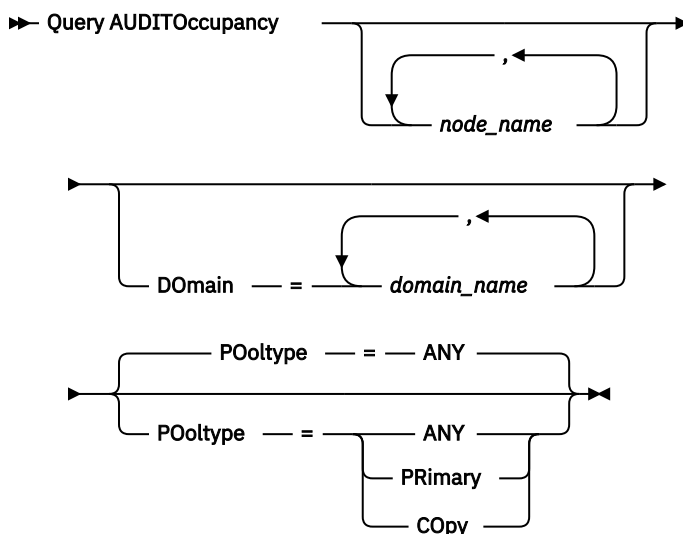 Query AUDITOccupancy
,
node_name
,
DOmain = domain_name
POoltype = ANY
POoltype = ANY
PRimary
COpy